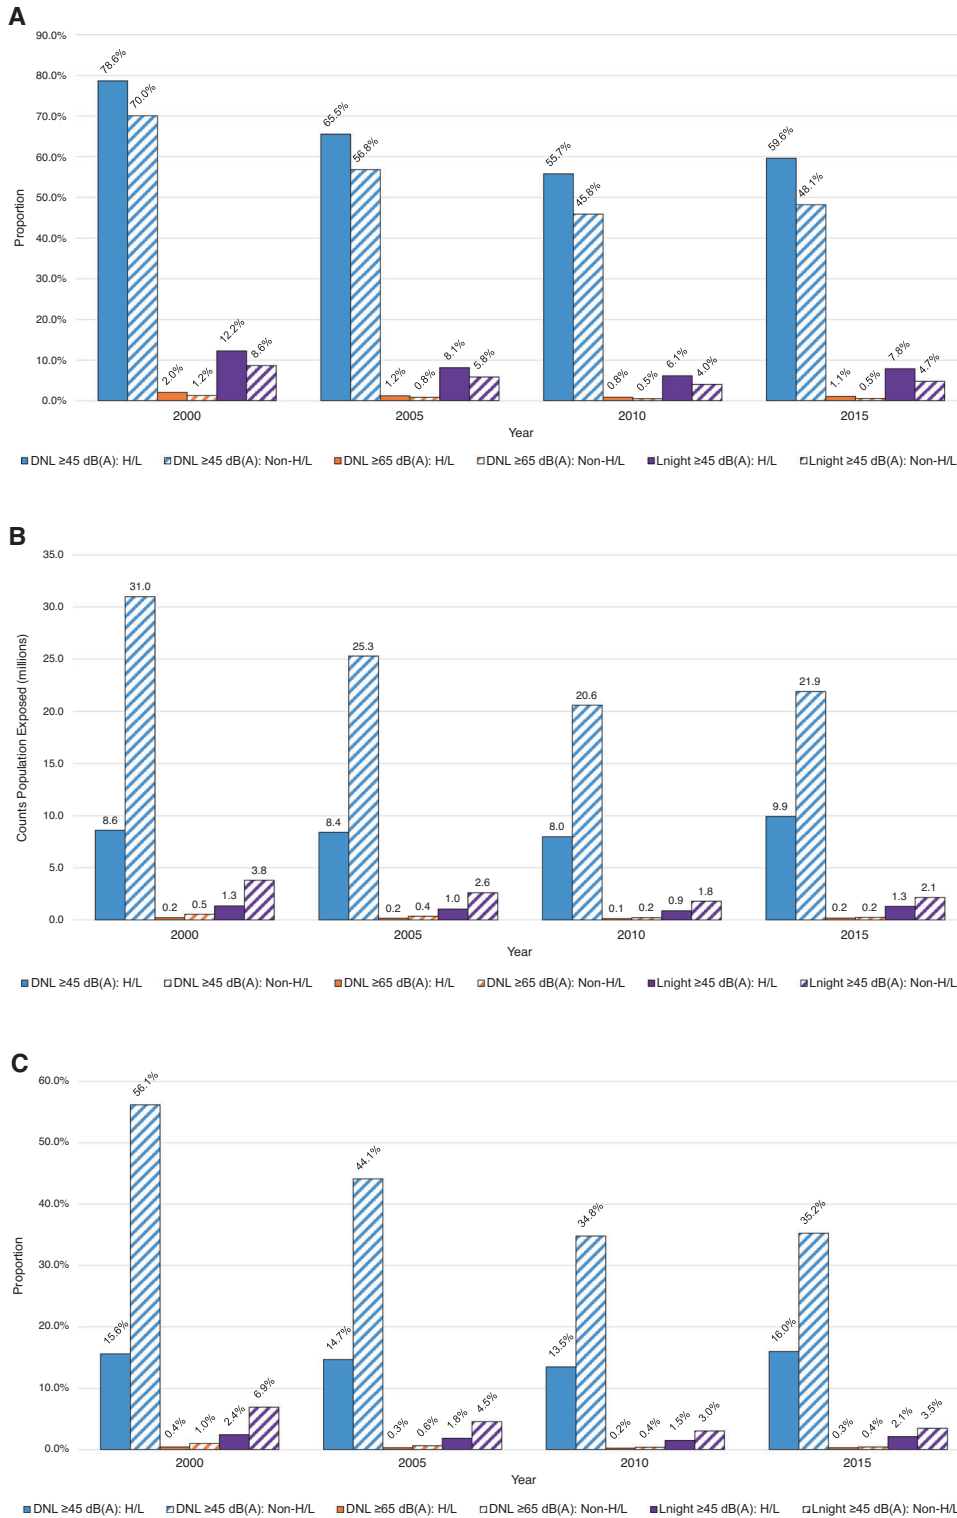 A
90.0%
80.0%
70.0%
60.0%
50.0%
40.0%
30.0%
20.0%
10.0%
0.0%
Proportion
78.6% 70.0% 2.0% 1.2% 12.2% 8.6%
65.5% 56.8% 1.2% 0.8% 8.1% 5.8%
55.7% 45.8% 0.8% 0.5% 6.1% 4.0%
59.6% 48.1% 1.1% 0.5% 7.8% 4.7%
2000 2005 2010 2015
Year
DNL ≥45 dB(A): H/L DNL ≥45 dB(A): Non-H/L DNL ≥65 dB(A): H/L DNL ≥65 dB(A): Non-H/L Lnight ≥45 dB(A): H/L Lnight ≥45 dB(A): Non-H/L
B
35.0
30.0
25.0
20.0
15.0
10.0
5.0
0.0
Counts Population Exposed (millions)
8.6 31.0 0.2 0.5 1.3 3.8
8.4 25.3 0.2 0.4 1.0 2.6
8.0 20.6 0.1 0.2 0.9 1.8
9.9 21.9 0.2 0.2 1.3 2.1
2000 2005 2010 2015
Year
DNL ≥45 dB(A): H/L DNL ≥45 dB(A): Non-H/L DNL ≥65 dB(A): H/L DNL ≥65 dB(A): Non-H/L Lnight ≥45 dB(A): H/L Lnight ≥45 dB(A): Non-H/L
C
60.0%
50.0%
40.0%
30.0%
20.0%
10.0%
0.0%
Proportion
15.6% 56.1% 0.4% 1.0% 2.4% 6.9%
14.7% 44.1% 0.3% 0.6% 1.8% 4.5%
13.5% 34.8% 0.2% 0.4% 1.5% 3.0%
16.0% 35.2% 0.3% 0.4% 2.1% 3.5%
2000 2005 2010 2015
Year
DNL ≥45 dB(A): H/L DNL ≥45 dB(A): Non-H/L DNL ≥65 dB(A): H/L DNL ≥65 dB(A): Non-H/L Lnight ≥45 dB(A): H/L Lnight ≥45 dB(A): Non-H/L